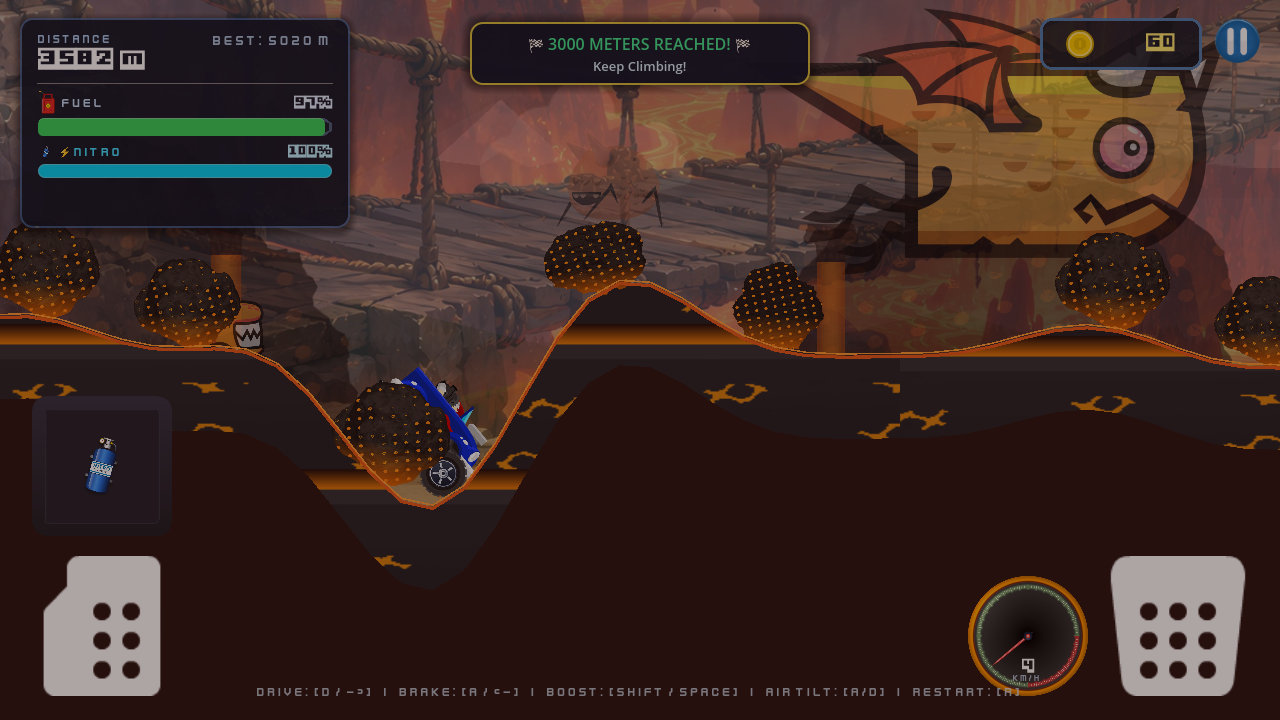 DISTANCE
BEST: 5020 M
3582 m
FUEL
97%
⚡NITRO
100%
🏁 3000 METERS REACHED! 🏁
Keep Climbing!
60
4
KM/H
DRIVE: [D / ->] | BRAKE: [A / <-] | BOOST: [SHIFT / SPACE] | AIR TILT: [A/D] | RESTART: [R]